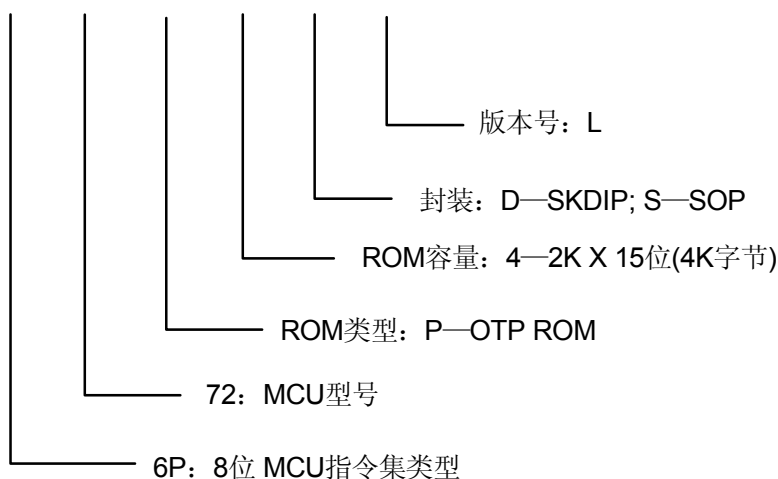 版本号：L
封装：D—SKDIP; S—SOP
ROM容量：4—2K X 15位(4K字节)
ROM类型：P—OTP ROM
72：MCU型号
6P：8位 MCU指令集类型